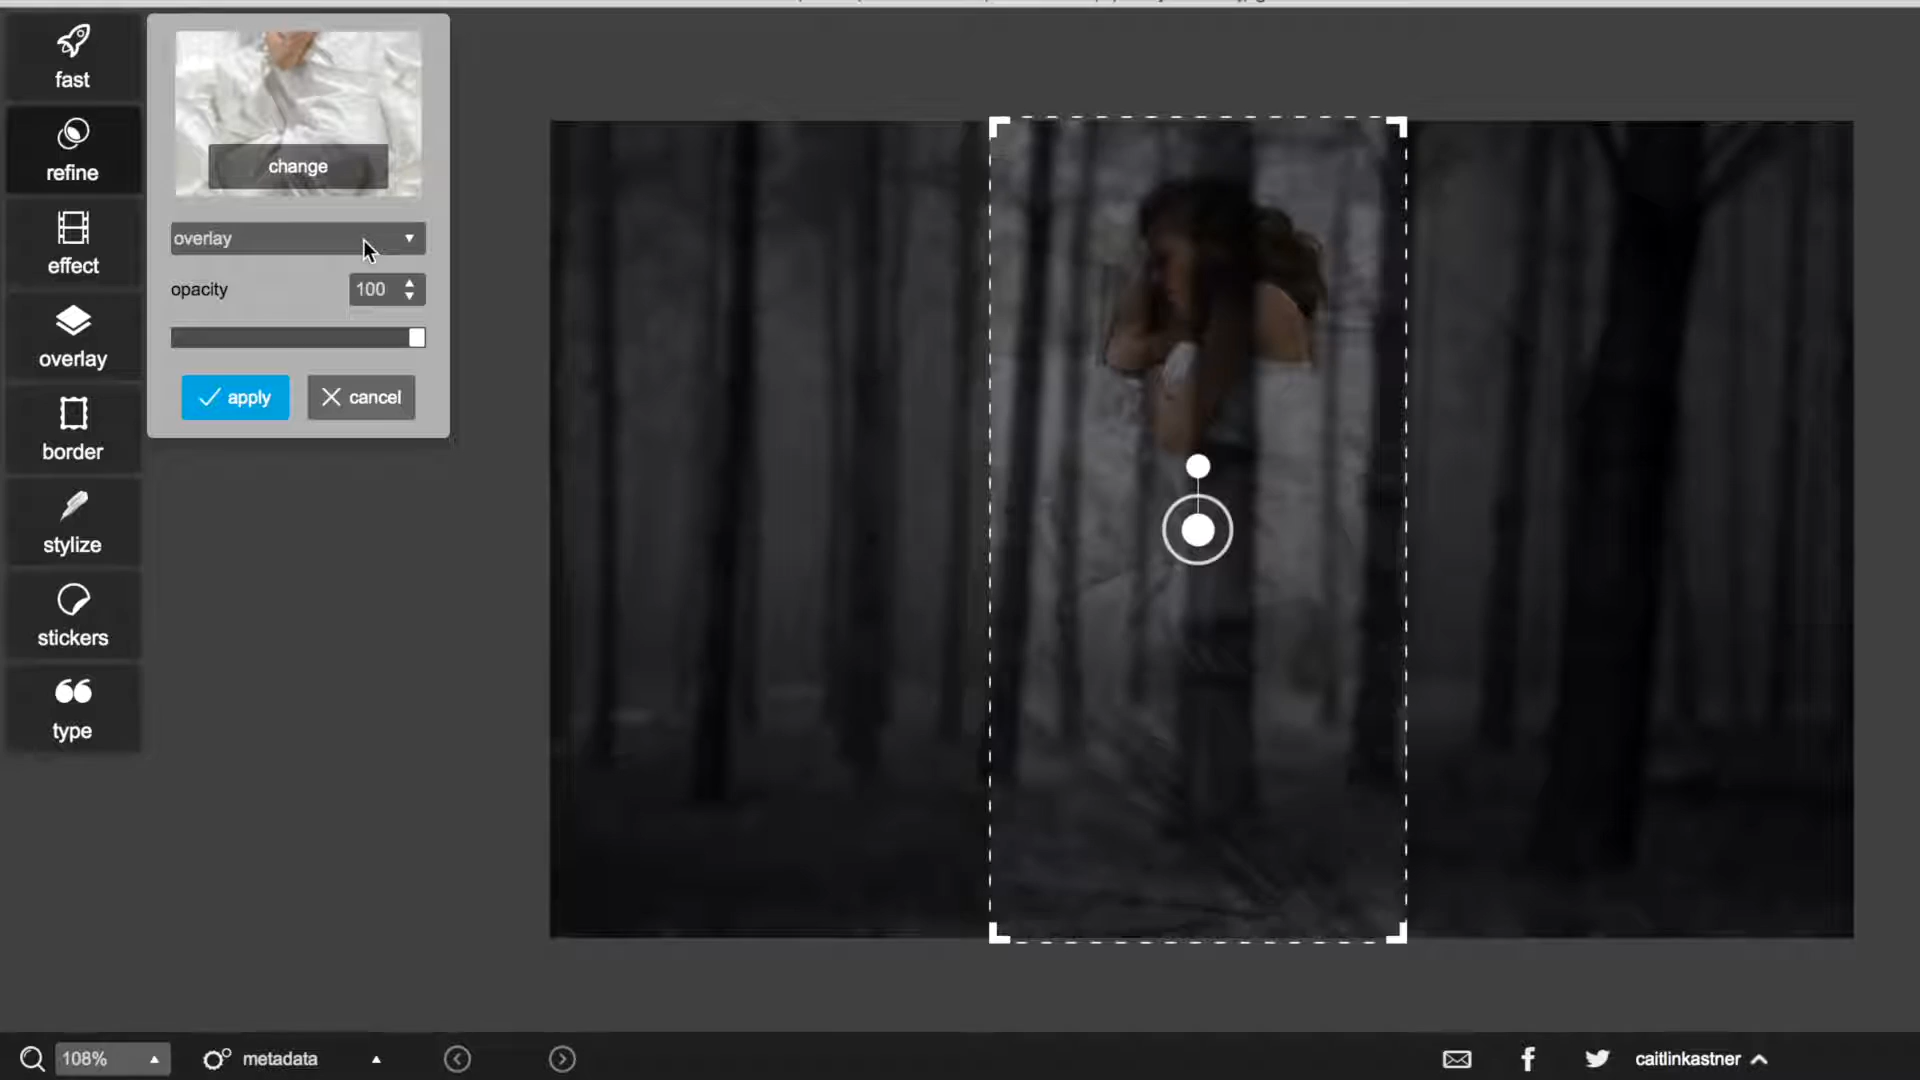 fast
refine
effect
overlay
border
stylize
stickers
type
change
overlay
opacity 100
apply cancel
108% metadata
caitlinkastner